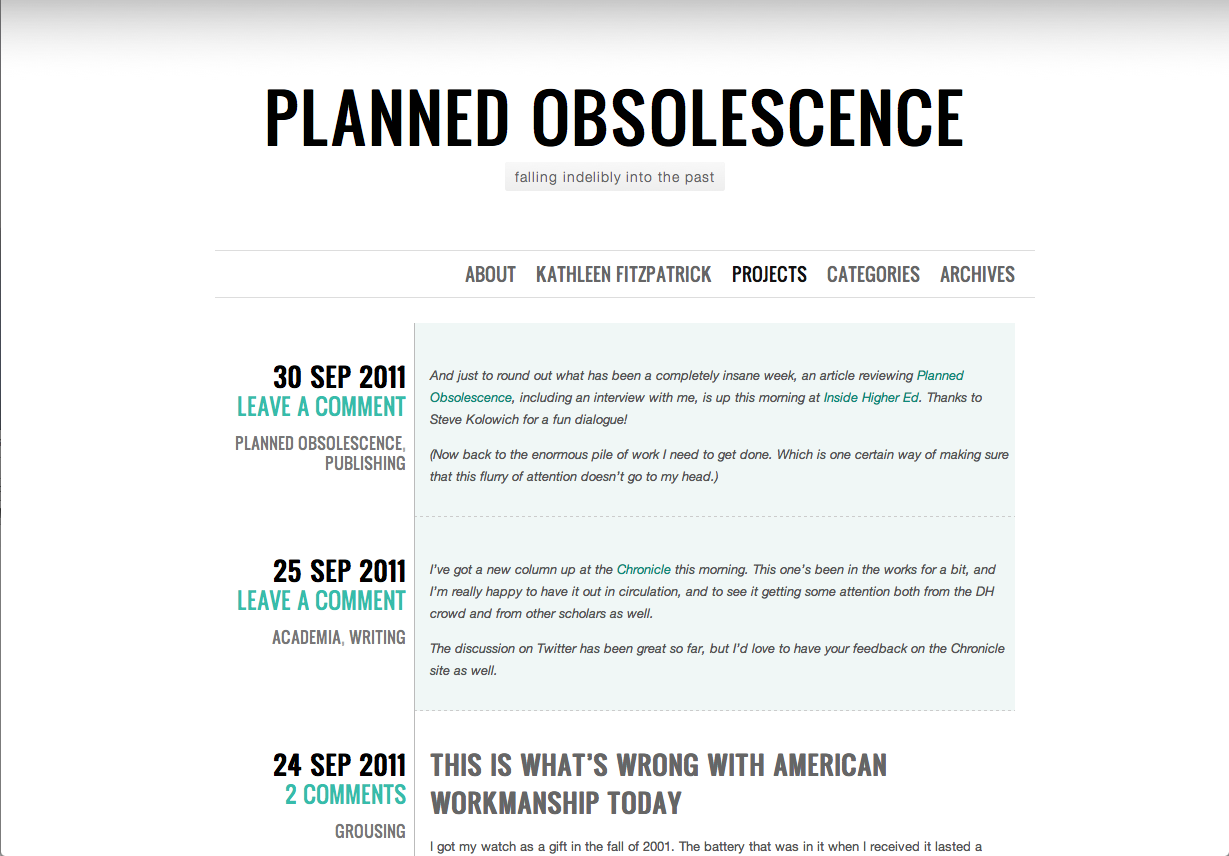 PLANNED OBSOLESCENCE
falling indelibly into the past
ABOUT KATHLEEN FITZPATRICK PROJECTS CATEGORIES ARCHIVES
30 SEP 2011
LEAVE A COMMENT
PLANNED OBSOLESCENCE,
PUBLISHING
And just to round out what has been a completely insane week, an article reviewing Planned
Obsolescence, including an interview with me, is up this morning at Inside Higher Ed. Thanks to
Steve Kolowich for a fun dialogue!
(Now back to the enormous pile of work I need to get done. Which is one certain way of making sure
that this flurry of attention doesn’t go to my head.)
25 SEP 2011
LEAVE A COMMENT
ACADEMIA, WRITING
I’ve got a new column up at the Chronicle this morning. This one’s been in the works for a bit, and
I’m really happy to have it out in circulation, and to see it getting some attention both from the DH
crowd and from other scholars as well.
The discussion on Twitter has been great so far, but I’d love to have your feedback on the Chronicle
site as well.
24 SEP 2011
2 COMMENTS
GROUSING
THIS IS WHAT’S WRONG WITH AMERICAN
WORKMANSHIP TODAY
I got my watch as a gift in the fall of 2001. The battery that was in it when I received it lasted a